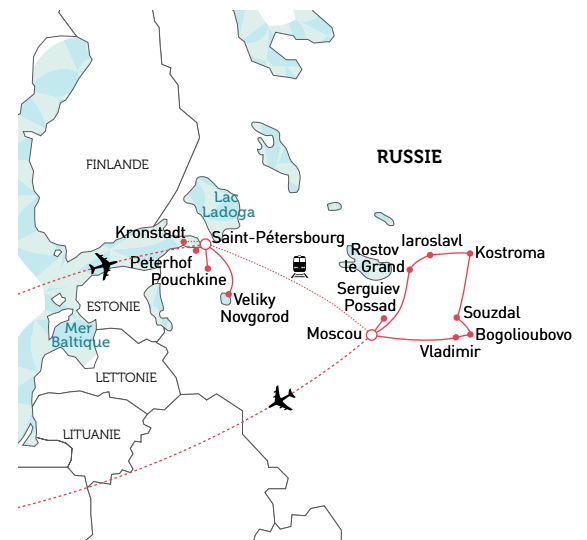 FINLANDE
RUSSIE
Lac
Ladoga
Kronstadt
Saint-Pétersbourg
Iaroslavl
Rostov
le Grand
Kostroma
Peterhof
Pouchkine
Serguiev
Possad
Veliky
Novgorod
ESTONIE
Souzdal
Mer
Baltique
Moscou
Bogolioubovo
Vladimir
LETTONIE
LITUANIE